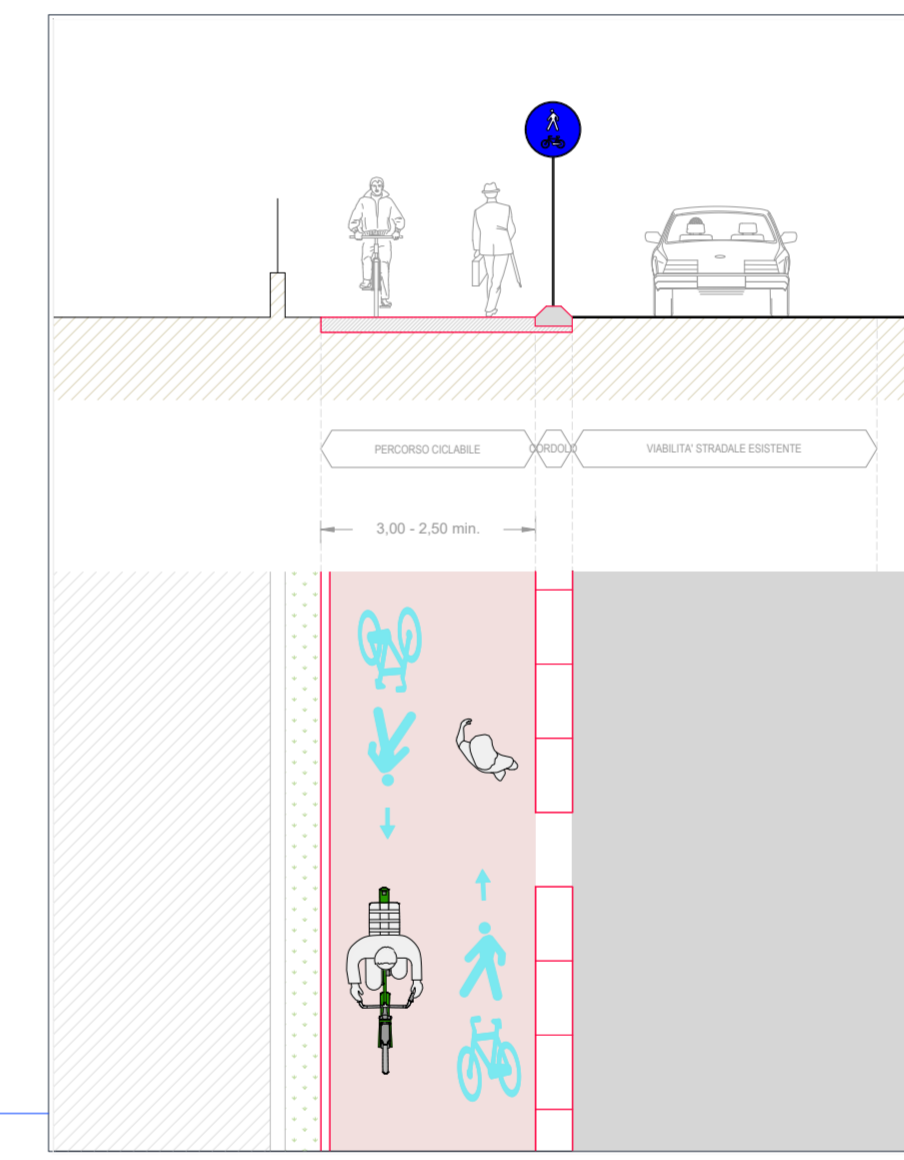 PERCORSO CICLABILE
CORDOLO
VIABILITA' STRADALE ESISTENTE
3,00 - 2,50 min.